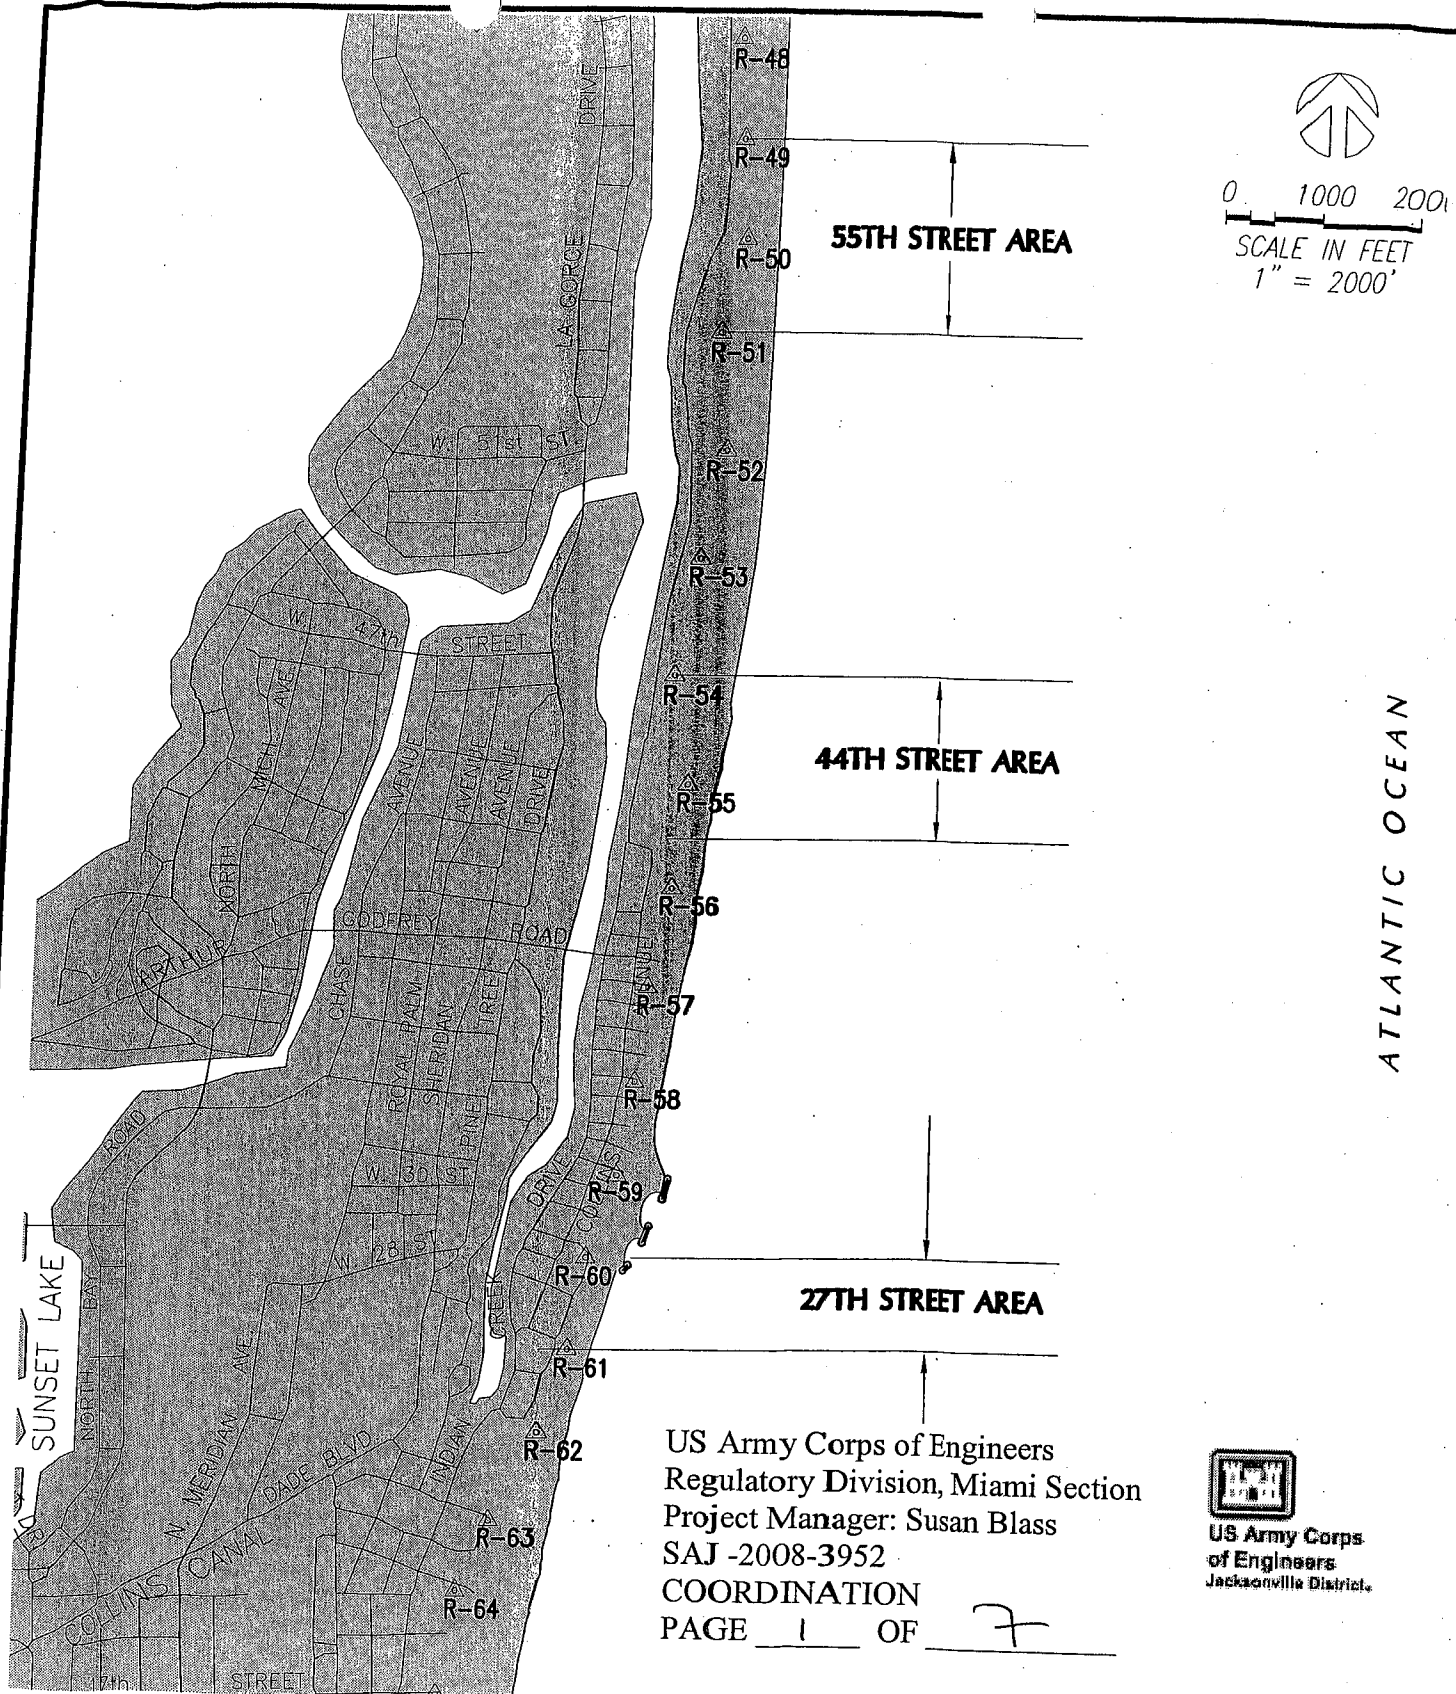 R-48
DRIVE
R-49
0 1000
SCALE IN FEET
1" = 2000'
55TH STREET AREA
R-50
LA GORCE
R-51
W. 51st ST.
R-52
R-53
W. 47th STREET
R-54
AVE
MICH
44TH STREET AREA
AVENUE
AVENUE
AVENUE
DRIVE
R-55
ATLANTIC OCEAN
NORTH
R-56
GODFREY ROAD
ARTHUR
ENUE
R-57
CHASE
ROYAL PALM
SHERIDAN
TREE
PINE
R-58
ROAD
W. 30 ST
DRIVE
COLLINS
R-59
W. 28 ST
R-60
CREEK
27TH STREET AREA
SUNSET LAKE
NORTH BAY
R-61
N. MERIDIAN AVE
DADE BLVD
INDIAN
R-62
R-63
COLLINS CANAL
R-64
17th STREET
US Army Corps of Engineers
Regulatory Division, Miami Section
Project Manager: Susan Blass
SAJ -2008-3952
COORDINATION
PAGE 1 OF 7
US Army Corps
of Engineers
Jacksonville District.